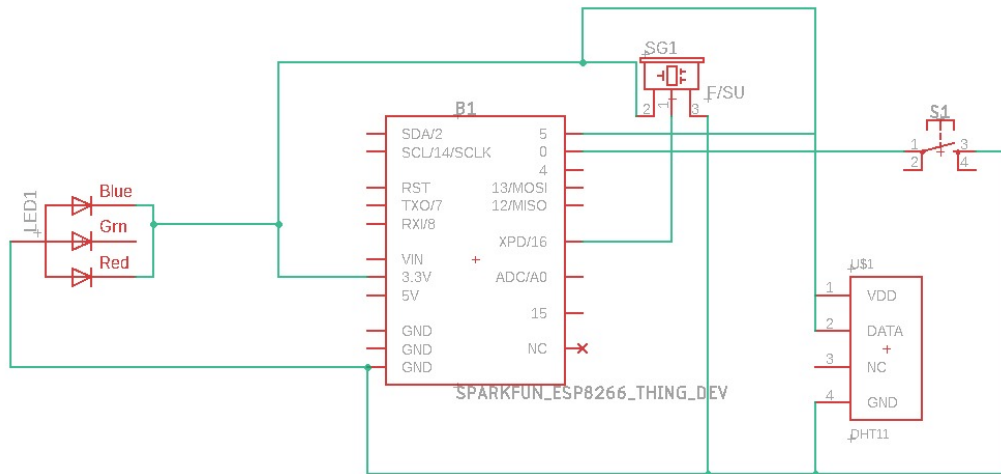 SG1
F/SU
2 1 3
B1
S1
1 3
2 4
SDA/2 5
SCL/14/SCLK 0
4
RST 13/MOSI
TXO/7 12/MISO
RXI/8
XPD/16
VIN
3.3V ADC/A0
5V
15
GND
GND NC
GND
SPARKFUN_ESP8266_THING_DEV
LED1
Blue
Grn
Red
U$1
1 VDD
2 DATA
3 NC
4 GND
DHT11